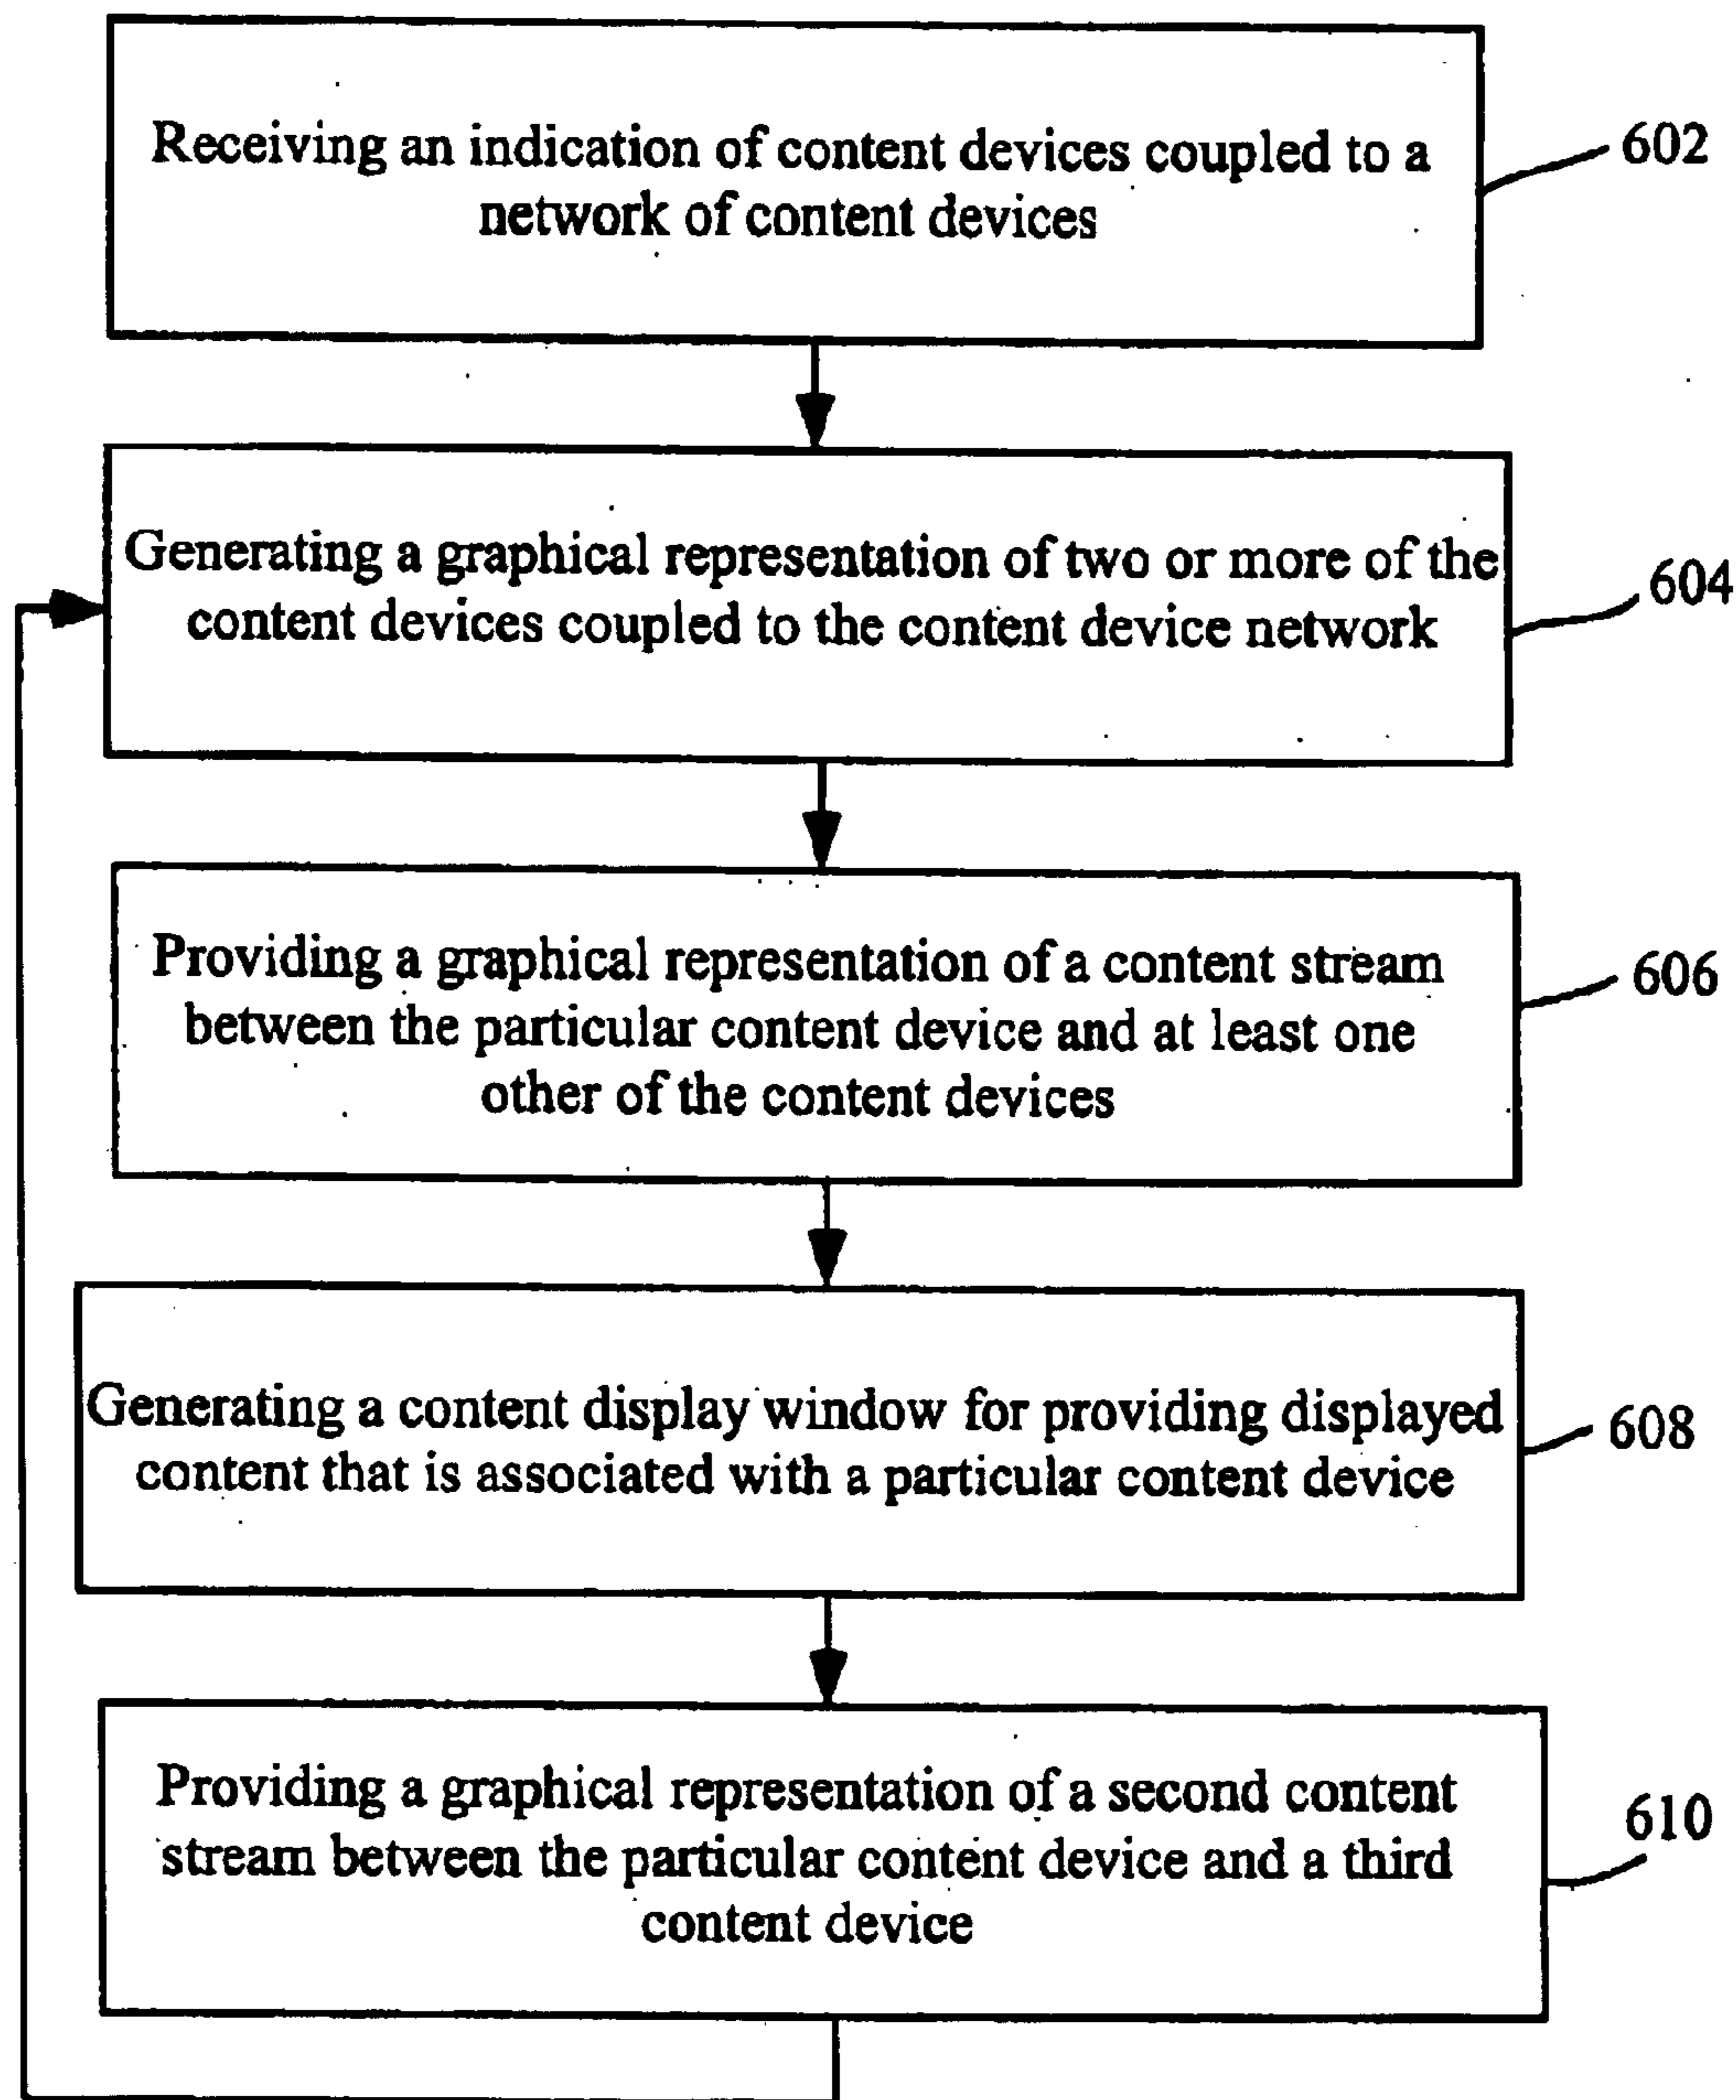 Receiving an indication of content devices coupled to a
network of content devices
602
Generating a graphical representation of two or more of the
content devices coupled to the content device network
604
Providing a graphical representation of a content stream
between the particular content device and at least one
other of the content devices
606
Generating a content display window for providing displayed
content that is associated with a particular content device
608
Providing a graphical representation of a second content
stream between the particular content device and a third
content device
610